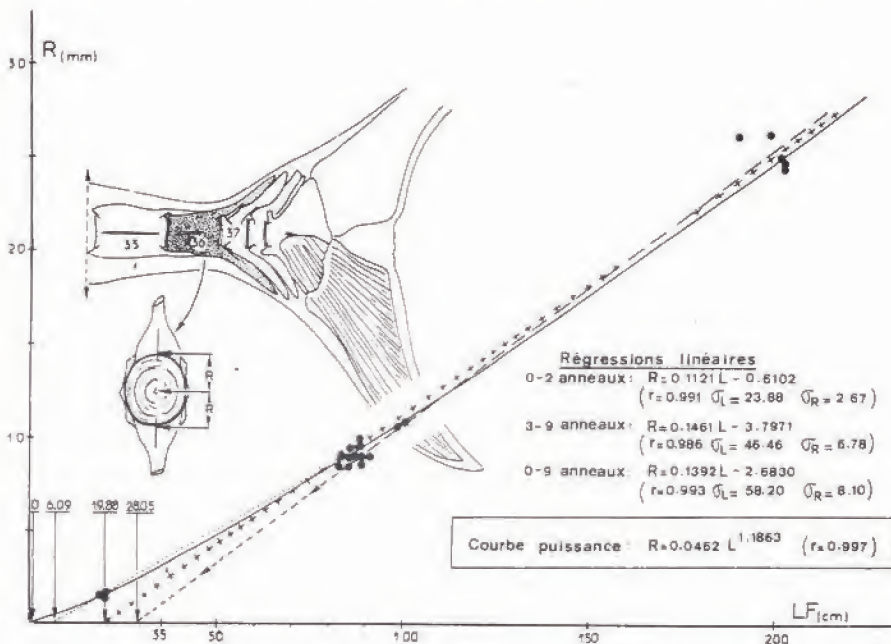 R(mm)
30
20
10
35
36
37
R
R
0
6.09
19.88
28.05
Régressions linéaires
0-2 anneaux: R=0.1121 L - 0.6102
(r=0.991 σL= 23.88 σR= 2.67)
3-9 anneaux: R=0.1461 L - 3.7971
(r=0.986 σL= 46.46 σR= 6.78)
0-9 anneaux: R=0.1392 L - 2.6830
(r=0.993 σL= 58.20 σR= 8.10)
Courbe puissance: R=0.0462 L^1.1863 (r=0.997)
35
50
100
150
200
LF(cm)